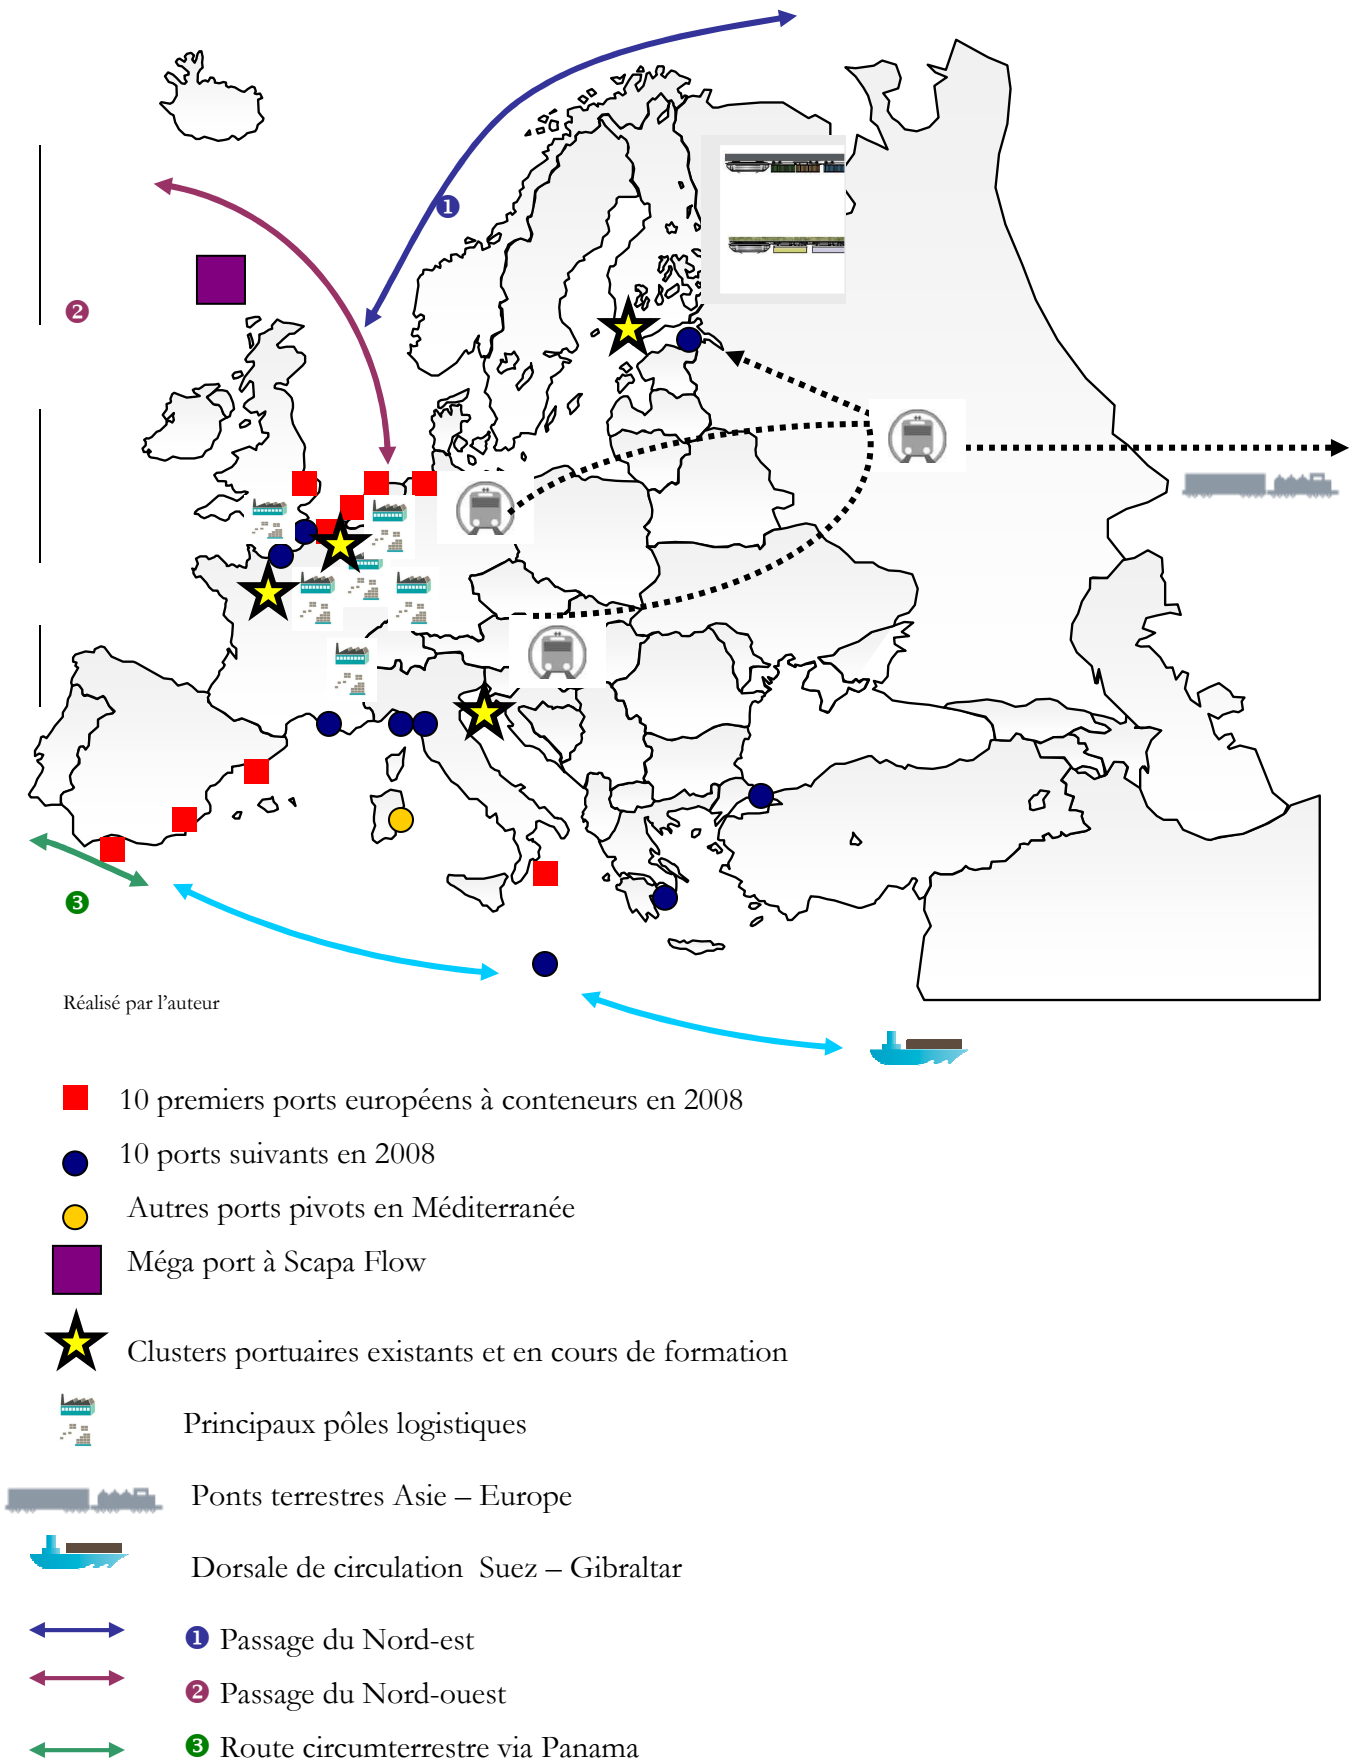 ❶
❷
❸
Réalisé par l'auteur
10 premiers ports européens à conteneurs en 2008
10 ports suivants en 2008
Autres ports pivots en Méditerranée
Méga port à Scapa Flow
Clusters portuaires existants et en cours de formation
Principaux pôles logistiques
Ponts terrestres Asie – Europe
Dorsale de circulation Suez – Gibraltar
❶ Passage du Nord-est
❷ Passage du Nord-ouest
❸ Route circumterrestre via Panama